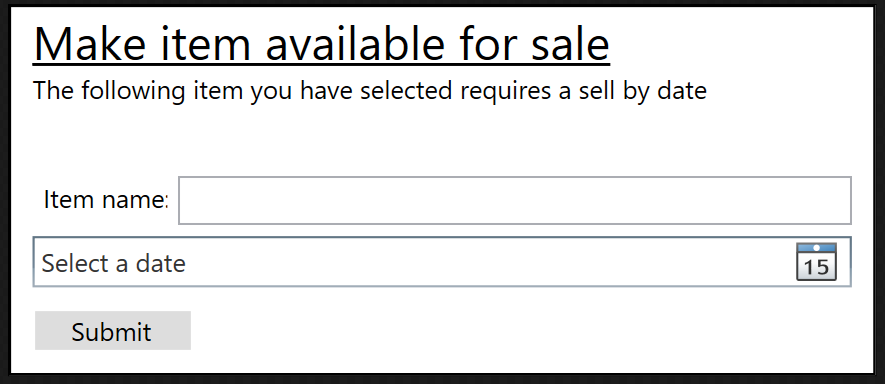 Make item available for sale
The following item you have selected requires a sell by date
Item name:
Select a date
15
Submit